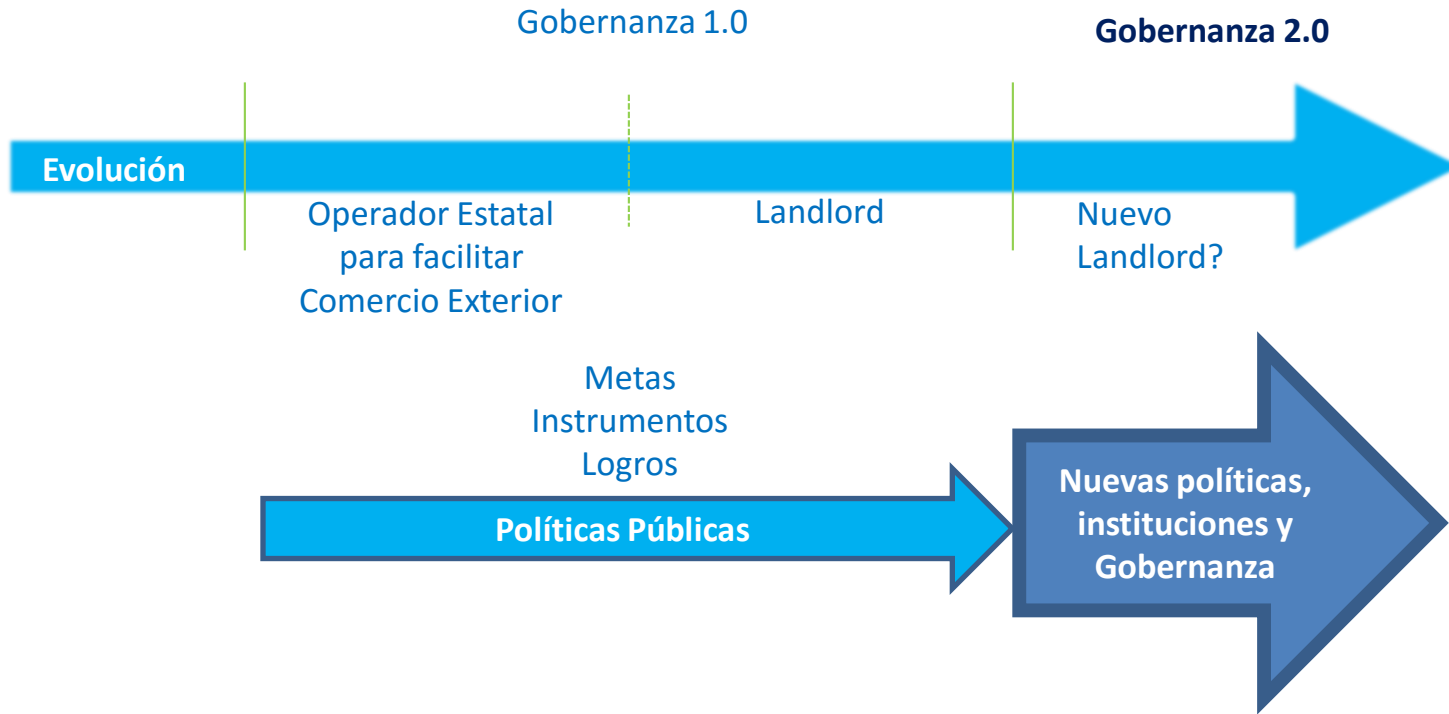 Gobernanza 1.0
Gobernanza 2.0
Evolución
Operador Estatal
para facilitar
Comercio Exterior
Landlord
Nuevo
Landlord?
Metas
Instrumentos
Logros
Políticas Públicas
Nuevas políticas,
instituciones y
Gobernanza